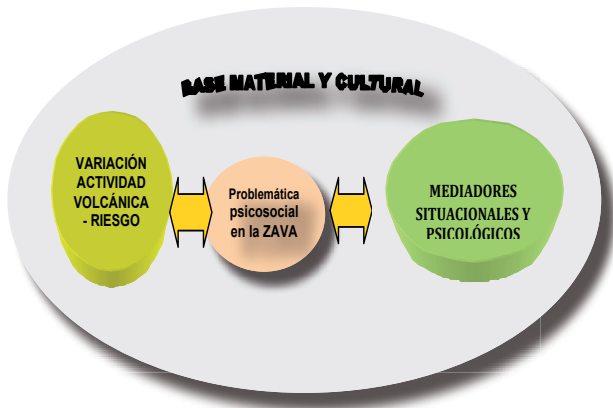 BASE MATERIAL Y CULTURAL
VARIACIÓN
ACTIVIDAD
VOLCÁNICA
- RIESGO
Problemática
psicosocial
en la ZAVA
MEDIADORES
SITUACIONALES Y
PSICOLÓGICOS